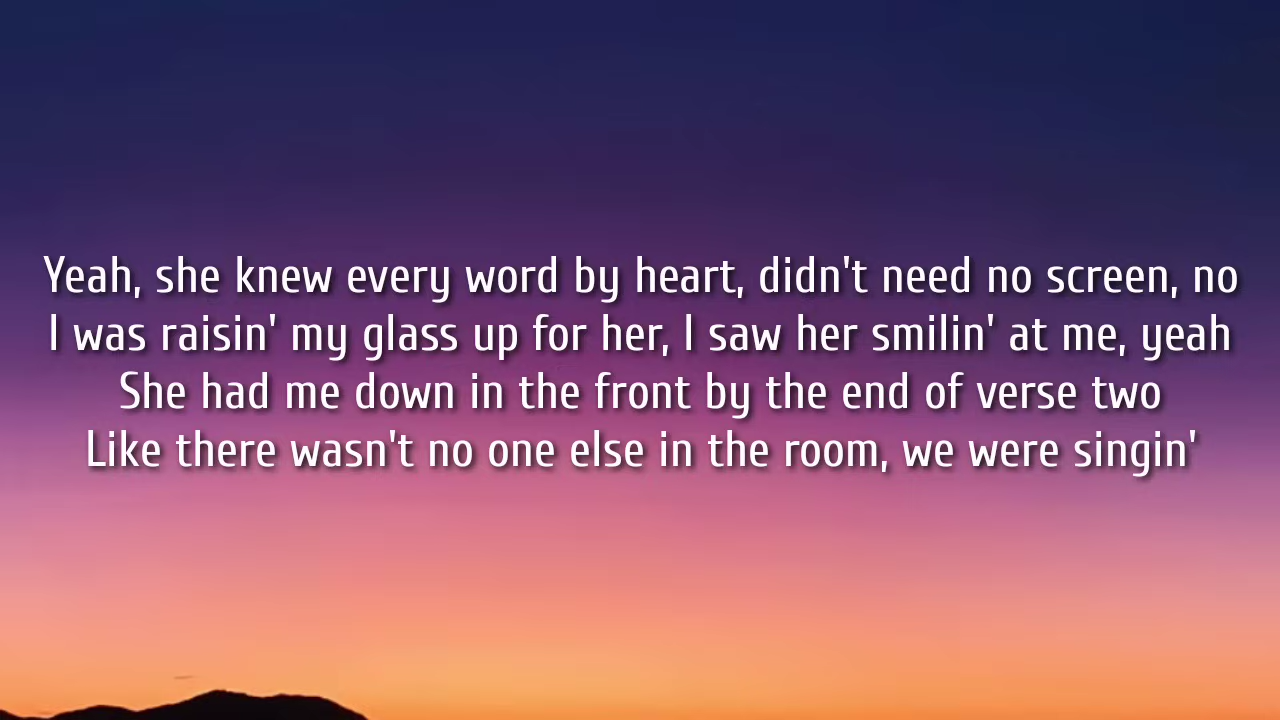 Yeah, she knew every word by heart, didn't need no screen, no
I was raisin' my glass up for her, I saw her smilin' at me, yeah
She had me down in the front by the end of verse two
Like there wasn't no one else in the room, we were singin'